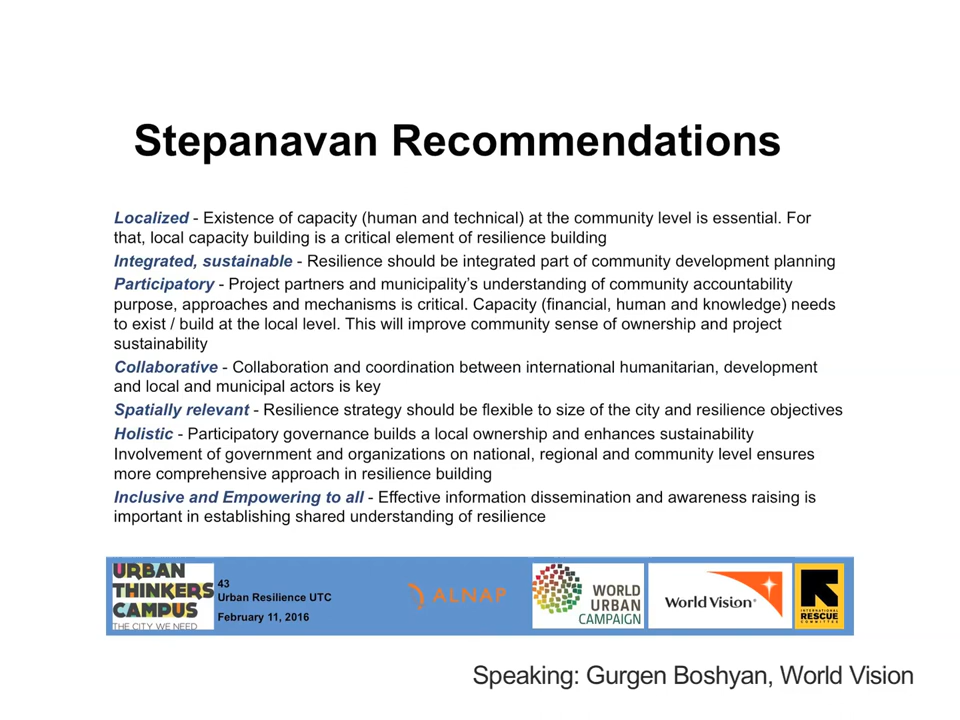 Stepanavan Recommendations
Localized - Existence of capacity (human and technical) at the community level is essential. For
that, local capacity building is a critical element of resilience building
Integrated, sustainable - Resilience should be integrated part of community development planning
Participatory - Project partners and municipality's understanding of community accountability
purpose, approaches and mechanisms is critical. Capacity (financial, human and knowledge) needs
to exist / build at the local level. This will improve community sense of ownership and project
sustainability
Collaborative - Collaboration and coordination between international humanitarian, development
and local and municipal actors is key
Spatially relevant - Resilience strategy should be flexible to size of the city and resilience objectives
Holistic - Participatory governance builds a local ownership and enhances sustainability
Involvement of government and organizations on national, regional and community level ensures
more comprehensive approach in resilience building
Inclusive and Empowering to all - Effective information dissemination and awareness raising is
important in establishing shared understanding of resilience
URBAN
THINKERS
CAMPUS
THE CITY WE NEED
43
Urban Resilience UTC
February 11, 2016
ALNAP
WORLD
URBAN
CAMPAIGN
World Vision®
INTERNATIONAL
RESCUE
COMMITTEE
Speaking: Gurgen Boshyan, World Vision